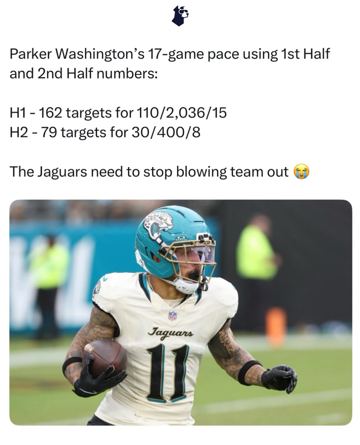 Parker Washington’s 17-game pace using 1st Half
and 2nd Half numbers:
H1 - 162 targets for 110/2,036/15
H2 - 79 targets for 30/400/8
The Jaguars need to stop blowing team out 😭
Jaguars
11